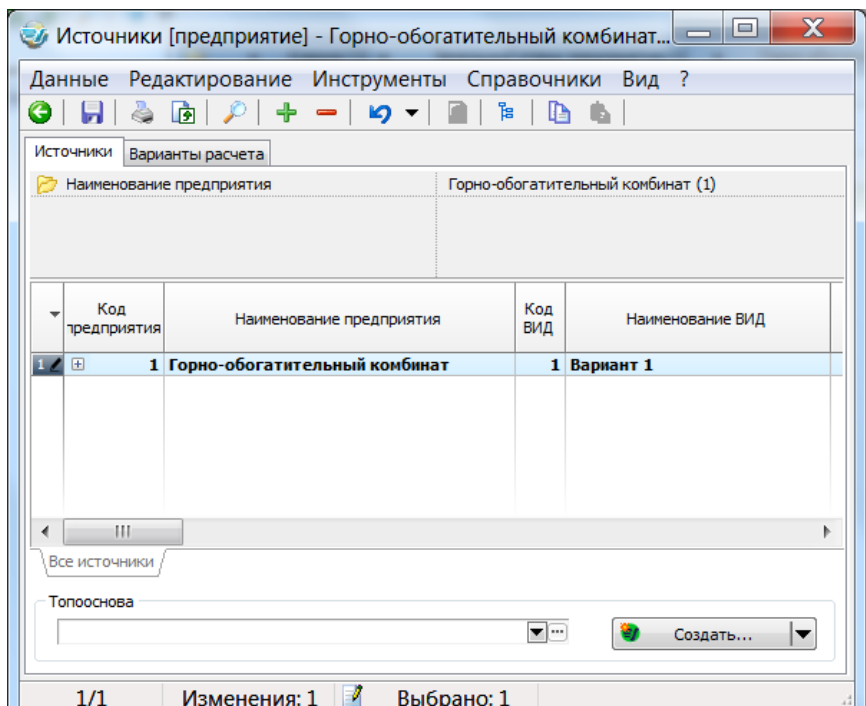 Источники [предприятие] - Горно-обогатительный комбинат...
Данные Редактирование Инструменты Справочники Вид ?
Источники Варианты расчета
Наименование предприятия Горно-обогатительный комбинат (1)
Код предприятия Наименование предприятия Код ВИД Наименование ВИД
1 1 Горно-обогатительный комбинат 1 Вариант 1
Все источники
Топооснова
Создать...
1/1 Изменения: 1 Выбрано: 1